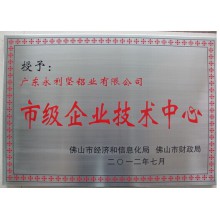 授予：
广东永利坚铝业有限公司
市级企业技术中心
佛山市经济和信息化局 佛山市财政局
二〇一二年七月